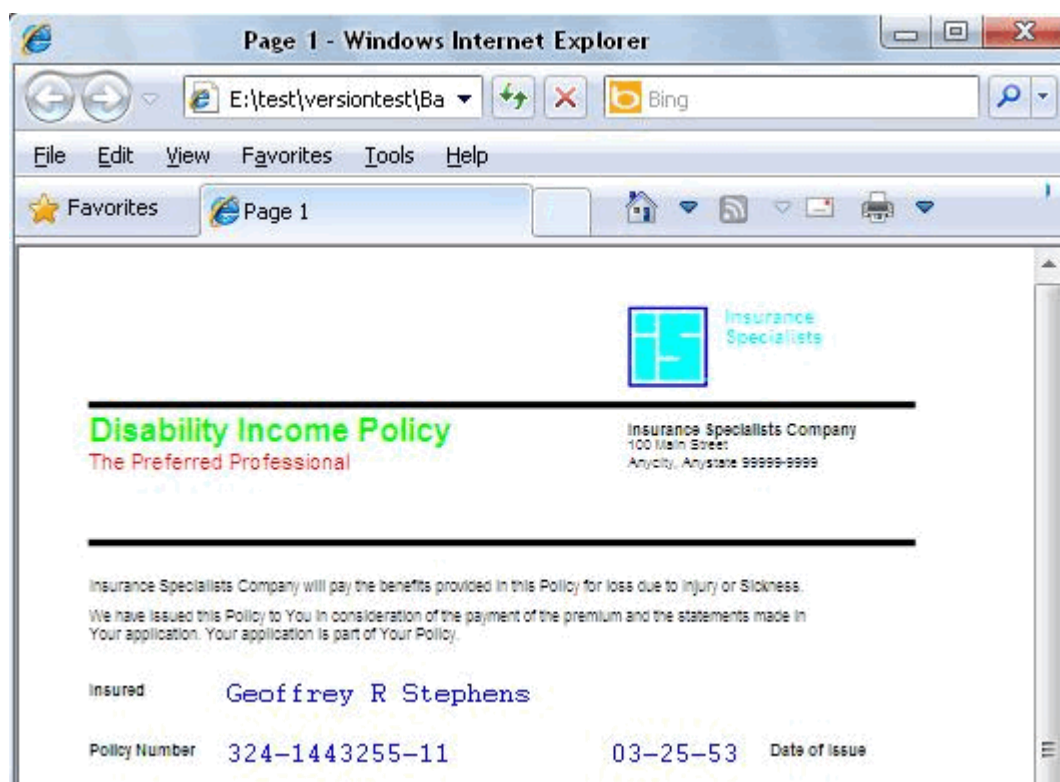 Page 1 - Windows Internet Explorer
E:\test\versiontest\Ba
Bing
File Edit View Favorites Tools Help
Favorites
Page 1
is
Insurance
Specialists
Disability Income Policy
The Preferred Professional
Insurance Specialists Company
100 Main Street
Anycity, Anystate 99999-9999
Insurance Specialists Company will pay the benefits provided in this Policy for loss due to Injury or Sickness.
We have issued this Policy to You in consideration of the payment of the premium and the statements made in
Your application. Your application is part of Your Policy.
Insured Geoffrey R Stephens
Policy Number 324-1443255-11 03-25-53 Date of Issue